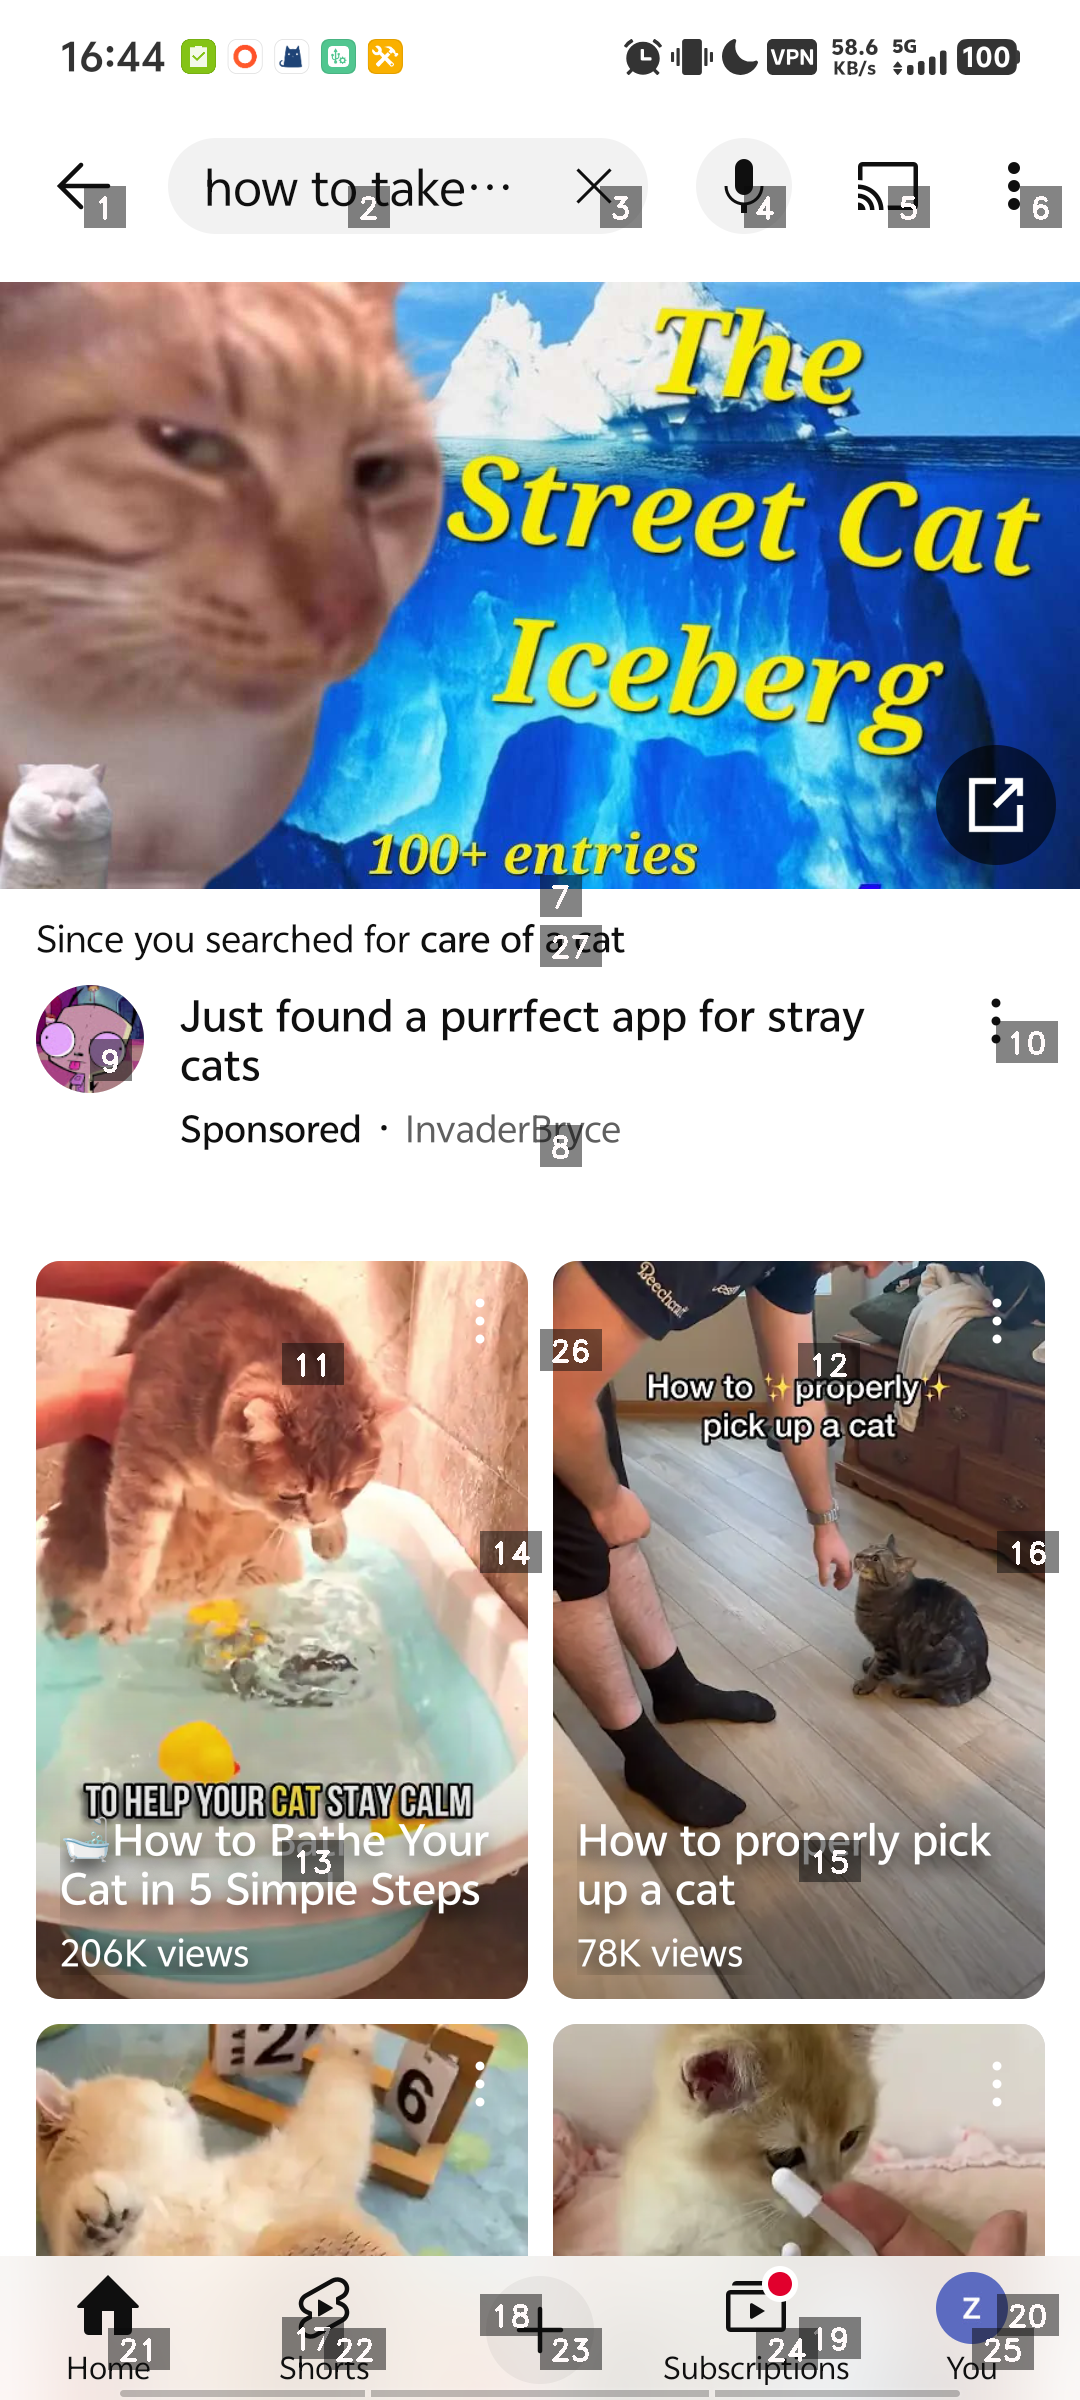 16:44
VPN
58.6 KB/s
5G
100
how to take...
1
2
3
4
5
6
The
Street Cat
Iceberg
100+ entries
7
Since you searched for care of a cat
27
Just found a purrfect app for stray
cats
9
10
Sponsored · InvaderBryce
8
Beechcraft
11
26
12
How to ✨properly✨
pick up a cat
14
16
TO HELP YOUR CAT STAY CALM
🛁How to Bathe Your
Cat in 5 Simple Steps
13
206K views
How to properly pick
up a cat
15
78K views
2
6
17
18
19
20
21
22
23
24
25
Z
Home
Shorts
Subscriptions
You